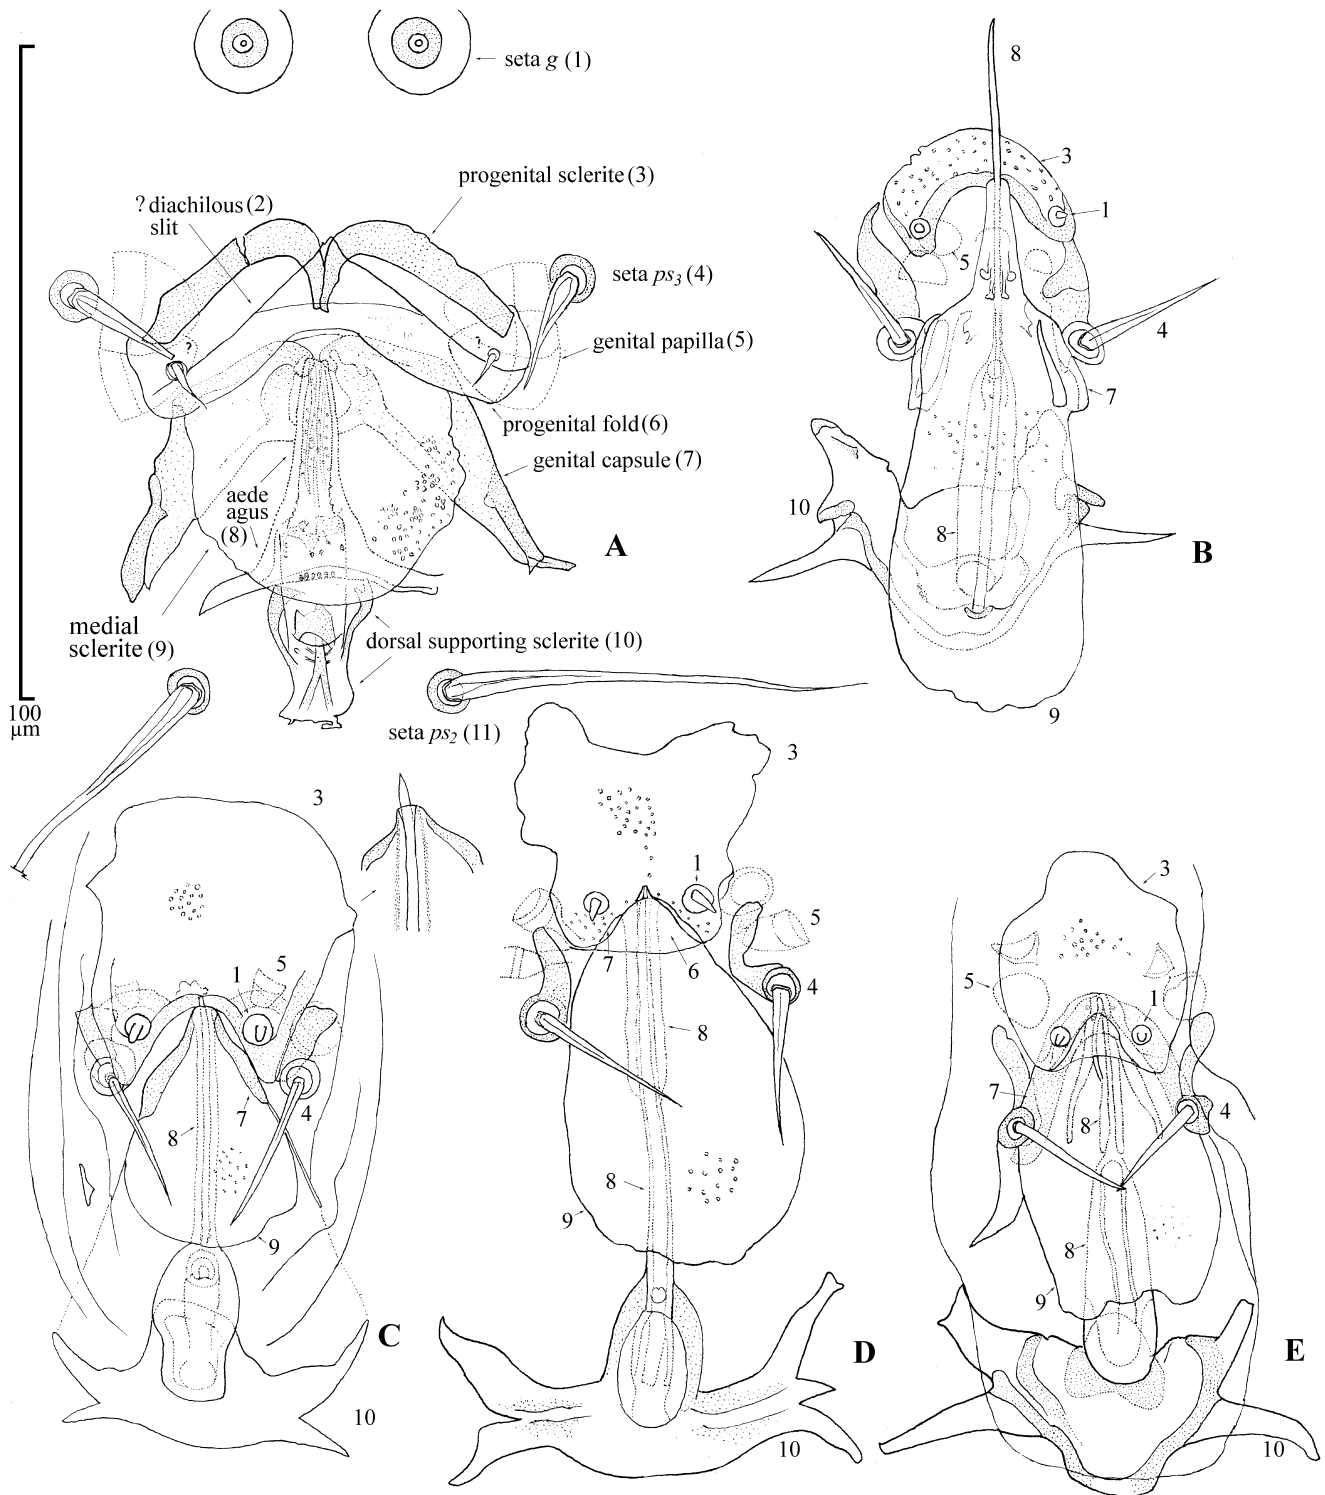 seta g (1)
progenital sclerite (3)
? diachilous (2)
slit
seta ps3 (4)
genital papilla (5)
progenital fold (6)
genital capsule (7)
aede
agus
(8)
A
medial
sclerite (9)
dorsal supporting sclerite (10)
100
µm
seta ps2 (11)
?
?
8
3
1
5
4
7
10
8
B
9
3
1
5
4
7
8
9
C
10
3
1
5
7
6
4
8
8
9
D
10
3
5
1
7
4
8
8
9
E
10